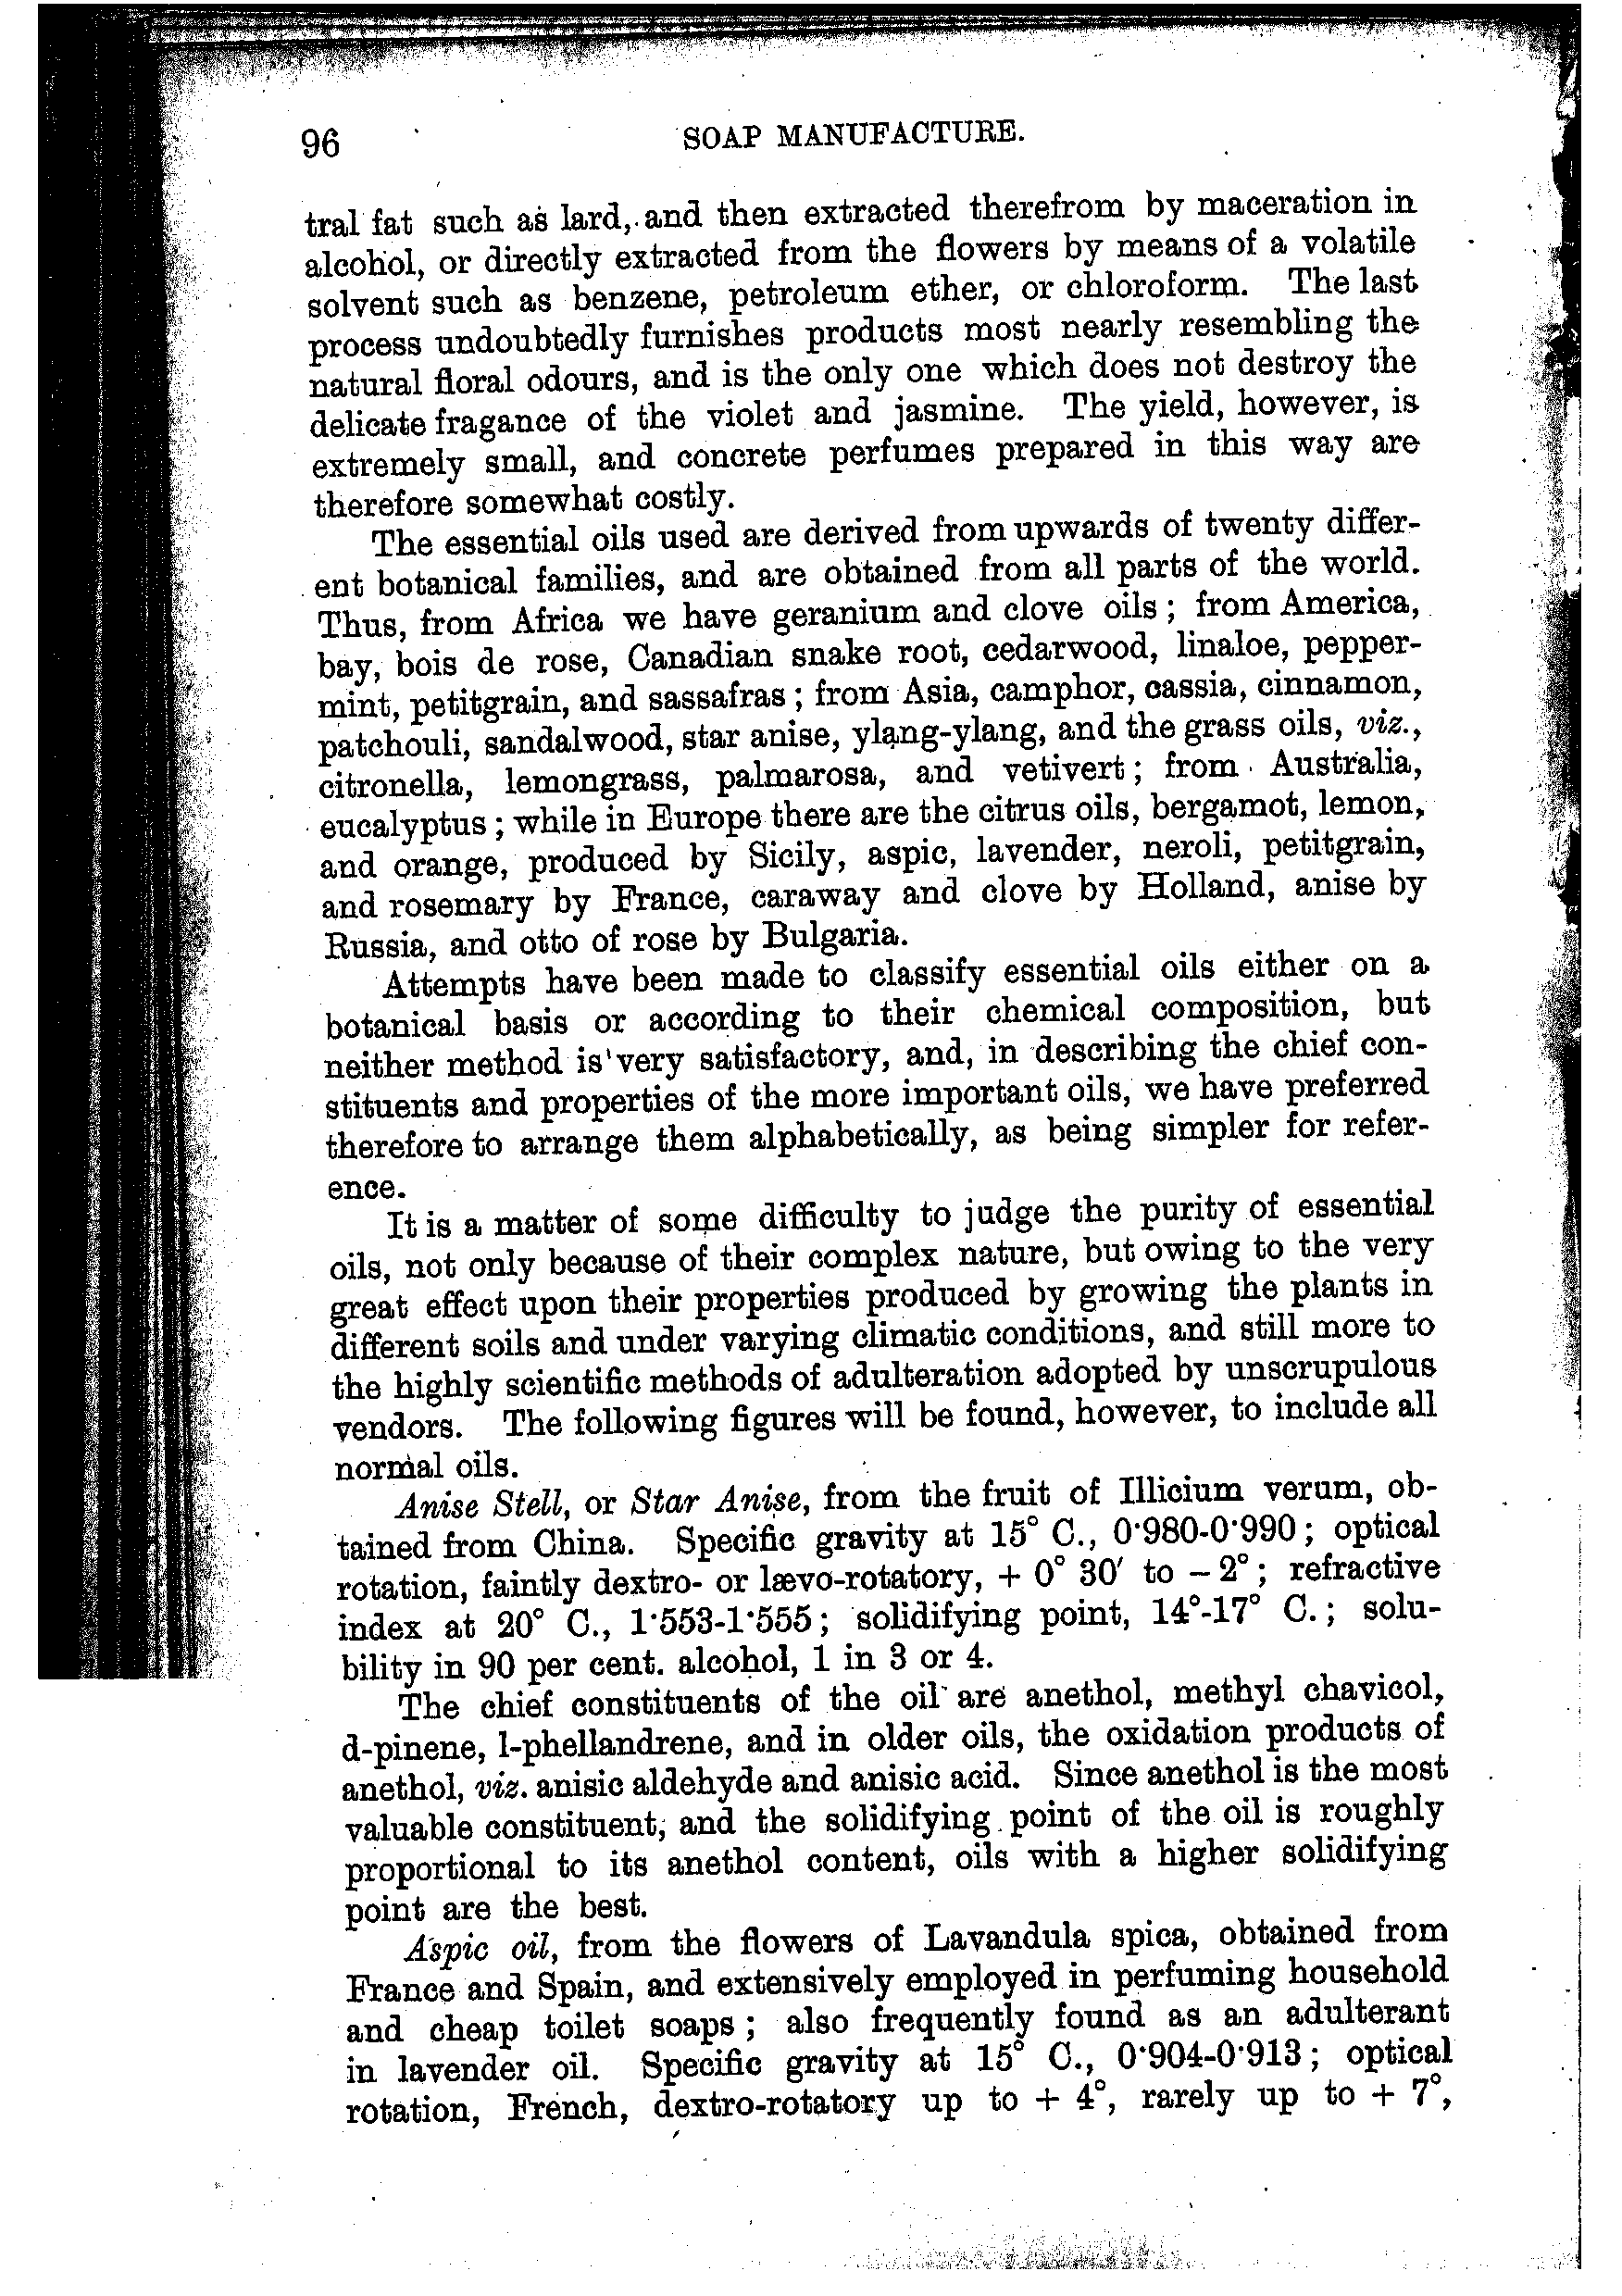 96 SOAP MANUFACTURE.
tral fat such as lard, and then extracted therefrom by maceration in
alcohol, or directly extracted from the flowers by means of a volatile
solvent such as benzene, petroleum ether, or chloroform. The last
process undoubtedly furnishes products most nearly resembling the
natural floral odours, and is the only one which does not destroy the
delicate fragance of the violet and jasmine. The yield, however, is
extremely small, and concrete perfumes prepared in this way are
therefore somewhat costly.
The essential oils used are derived from upwards of twenty differ-
ent botanical families, and are obtained from all parts of the world.
Thus, from Africa we have geranium and clove oils; from America,
bay, bois de rose, Canadian snake root, cedarwood, linaloe, pepper-
mint, petitgrain, and sassafras; from Asia, camphor, cassia, cinnamon,
patchouli, sandalwood, star anise, ylang-ylang, and the grass oils, viz.,
citronella, lemongrass, palmarosa, and vetivert; from Australia,
eucalyptus; while in Europe there are the citrus oils, bergamot, lemon,
and orange, produced by Sicily, aspic, lavender, neroli, petitgrain,
and rosemary by France, caraway and clove by Holland, anise by
Russia, and otto of rose by Bulgaria.
Attempts have been made to classify essential oils either on a
botanical basis or according to their chemical composition, but
neither method is very satisfactory, and, in describing the chief con-
stituents and properties of the more important oils, we have preferred
therefore to arrange them alphabetically, as being simpler for refer-
ence.
It is a matter of some difficulty to judge the purity of essential
oils, not only because of their complex nature, but owing to the very
great effect upon their properties produced by growing the plants in
different soils and under varying climatic conditions, and still more to
the highly scientific methods of adulteration adopted by unscrupulous
vendors. The following figures will be found, however, to include all
normal oils.
Anise Stell, or Star Anise, from the fruit of Illicium verum, ob-
tained from China. Specific gravity at 15° C., 0·980-0·990; optical
rotation, faintly dextro- or lævo-rotatory, + 0° 30′ to − 2°; refractive
index at 20° C., 1·553-1·555; solidifying point, 14°-17° C.; solu-
bility in 90 per cent. alcohol, 1 in 3 or 4.
The chief constituents of the oil are anethol, methyl chavicol,
d-pinene, l-phellandrene, and in older oils, the oxidation products of
anethol, viz. anisic aldehyde and anisic acid. Since anethol is the most
valuable constituent, and the solidifying point of the oil is roughly
proportional to its anethol content, oils with a higher solidifying
point are the best.
Aspic oil, from the flowers of Lavandula spica, obtained from
France and Spain, and extensively employed in perfuming household
and cheap toilet soaps; also frequently found as an adulterant
in lavender oil. Specific gravity at 15° C., 0·904-0·913; optical
rotation, French, dextro-rotatory up to + 4°, rarely up to + 7°,